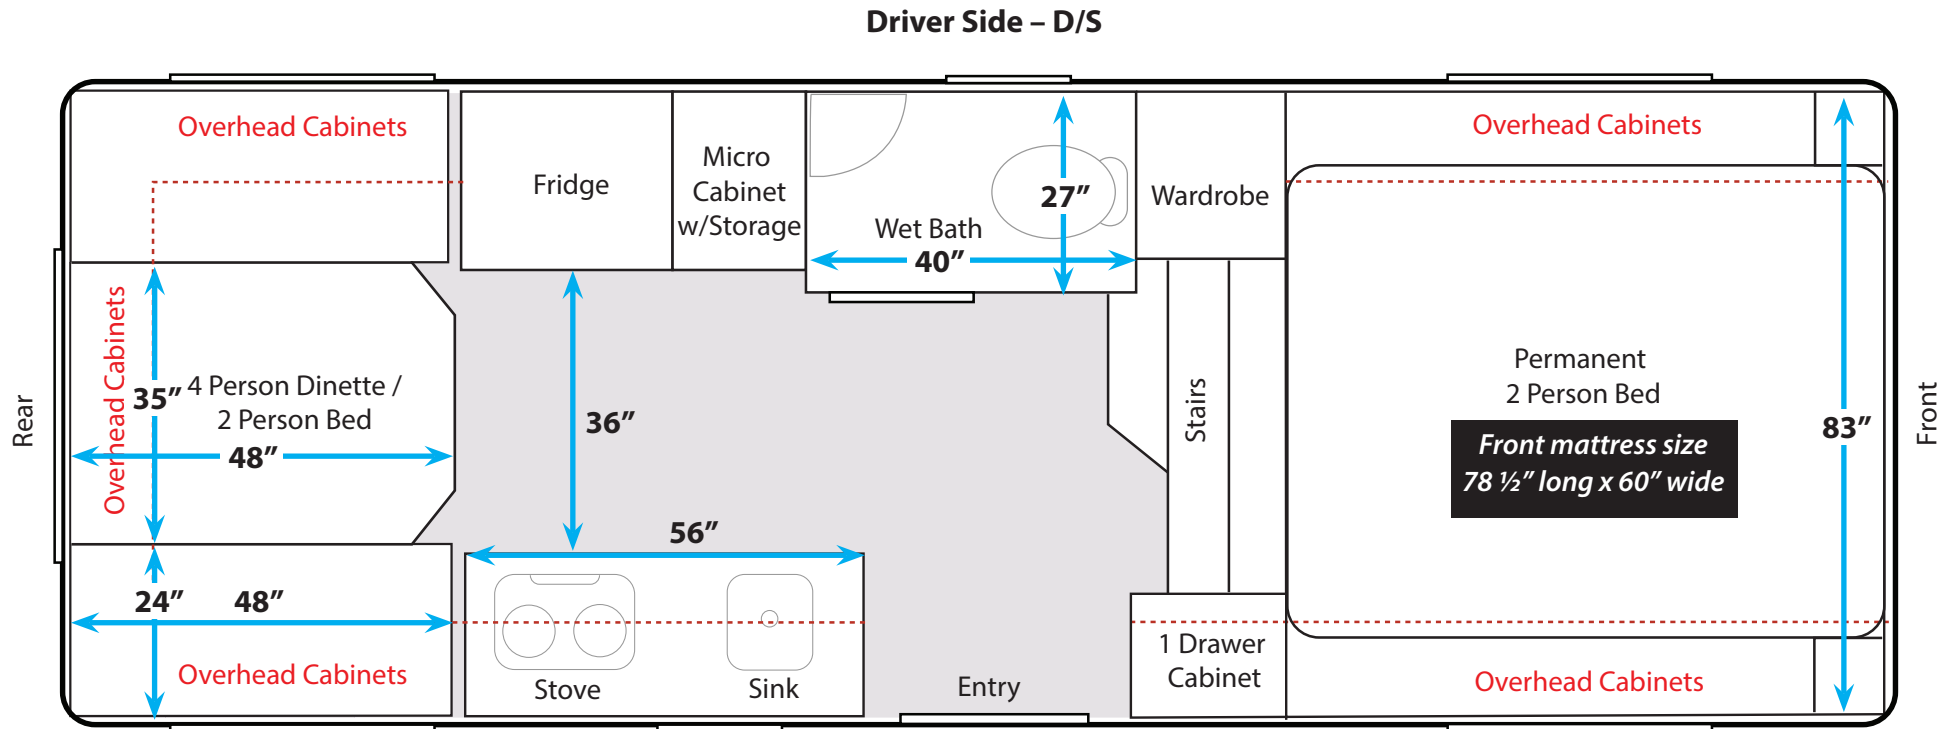 Driver Side – D/S
Overhead Cabinets
Fridge
Micro
Cabinet
w/Storage
Wet Bath
40”
27”
Wardrobe
Overhead Cabinets
Rear
Overhead Cabinets
35”
4 Person Dinette /
2 Person Bed
48”
36”
Stairs
Permanent
2 Person Bed
Front mattress size
78 ½” long x 60” wide
83”
Front
56”
24”
48”
Overhead Cabinets
Stove
Sink
Entry
1 Drawer
Cabinet
Overhead Cabinets